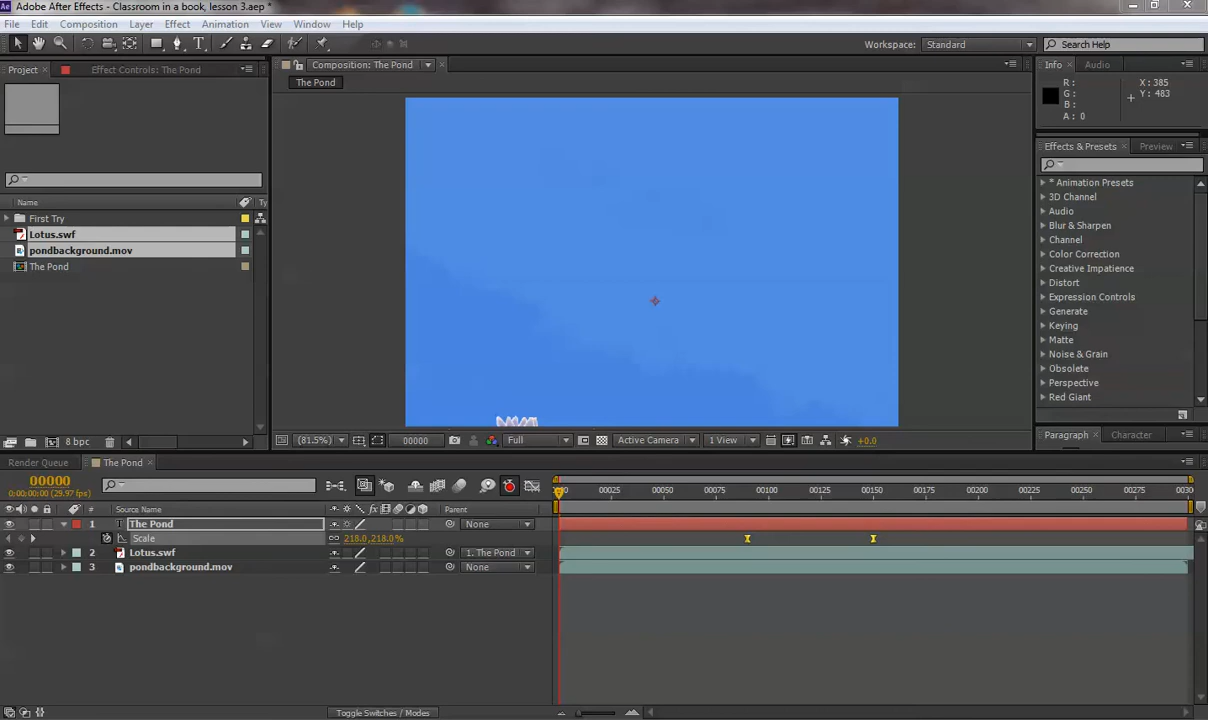 Adobe After Effects - Classroom in a book, lesson 3.aep *
File Edit Composition Layer Effect Animation View Window Help
Workspace: Standard Search Help
Project Effect Controls: The Pond Composition: The Pond Info Audio
The Pond
R: X: 385
G: Y: 483
B:
A: 0
Effects & Presets Preview
* Animation Presets
3D Channel
Audio
Blur & Sharpen
Channel
Color Correction
Creative Impatience
Distort
Expression Controls
Generate
Keying
Matte
Noise & Grain
Obsolete
Perspective
Red Giant
Name Ty
First Try
Lotus.swf
pondbackground.mov
The Pond
8 bpc (81.5%) 00000 Full Active Camera 1 View +0.0
Paragraph Character
Render Queue The Pond
00000
0:00:00:00 (29.97 fps)
00025 00050 00075 00100 00125 00150 00175 00200 00225 00250 00275 0030
# Source Name Parent
1 T The Pond None
Scale 218.0,218.0%
2 Lotus.swf 1. The Pond
3 pondbackground.mov None
Toggle Switches / Modes